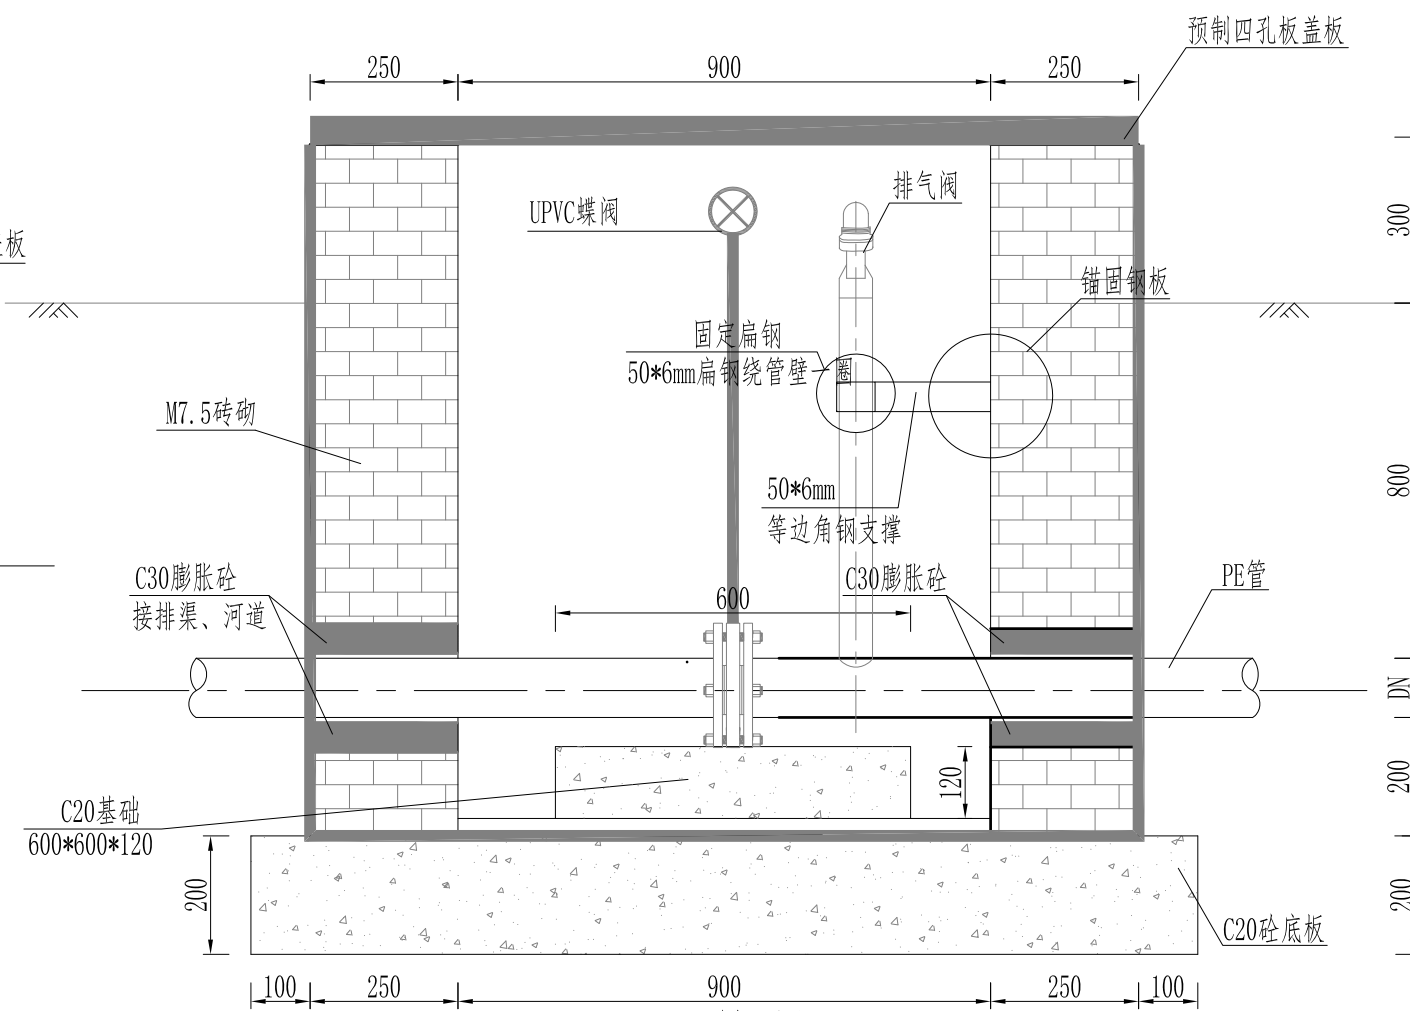 预制四孔板盖板
250
900
250
排气阀
UPVC蝶阀
300
板
锚固钢板
固定扁钢
50*6mm扁钢绕管壁一圈
M7.5砖砌
800
50*6mm
等边角钢支撑
C30膨胀砼
接排渠、河道
C30膨胀砼
PE管
600
DN
120
200
C20基础
600*600*120
200
200
C20砼底板
100
250
900
250
100